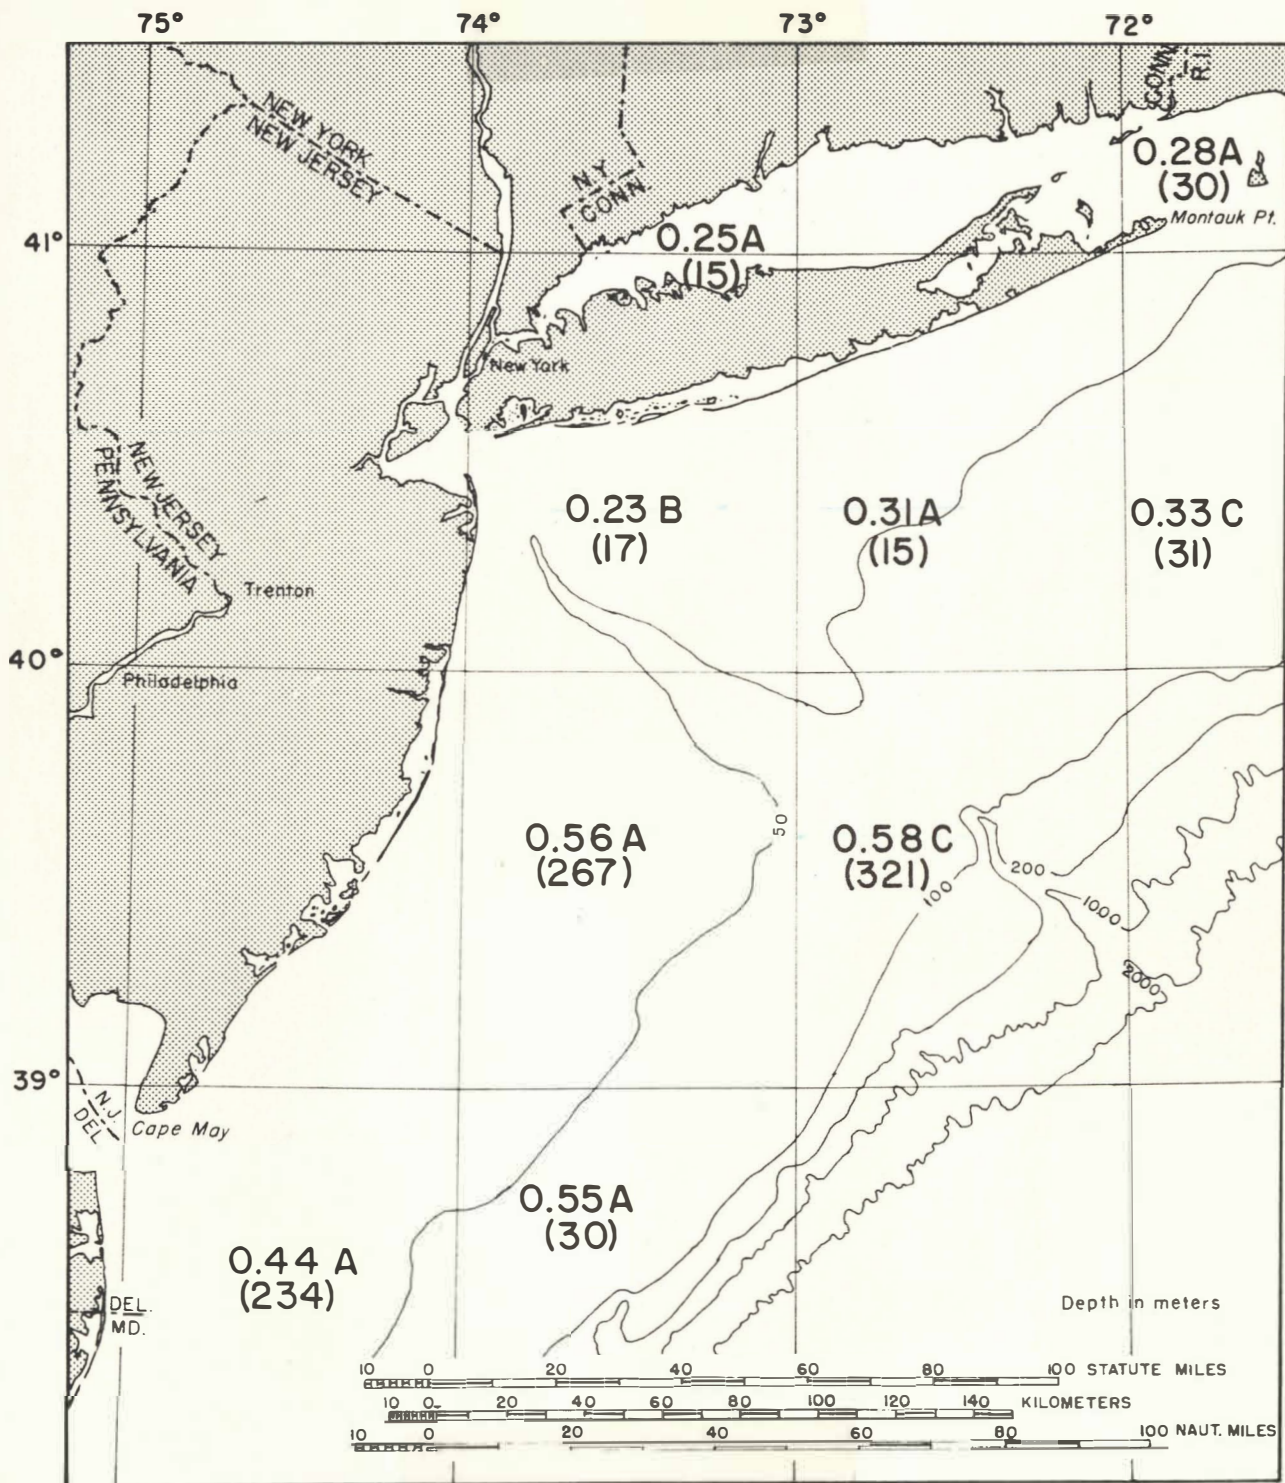 75° 74° 73° 72°
CONN.
R.I.
NEW YORK
NEW JERSEY
N.Y.
CONN.
0.28A
(30)
Montauk Pt.
41°
0.25A
(15)
New York
NEW JERSEY
PENNSYLVANIA
0.23 B
(17)
0.31A
(15)
0.33 C
(31)
Trenton
40°
Philadelphia
50
0.56 A
(267)
0.58 C
(321)
100
200
1000
2000
39°
N.J.
DEL.
Cape May
0.55A
(30)
0.44 A
(234)
DEL.
MD.
Depth in meters
10 0 20 40 60 80 100 STATUTE MILES
10 0 20 40 60 80 100 120 140 KILOMETERS
10 0 20 40 60 80 100 NAUT. MILES